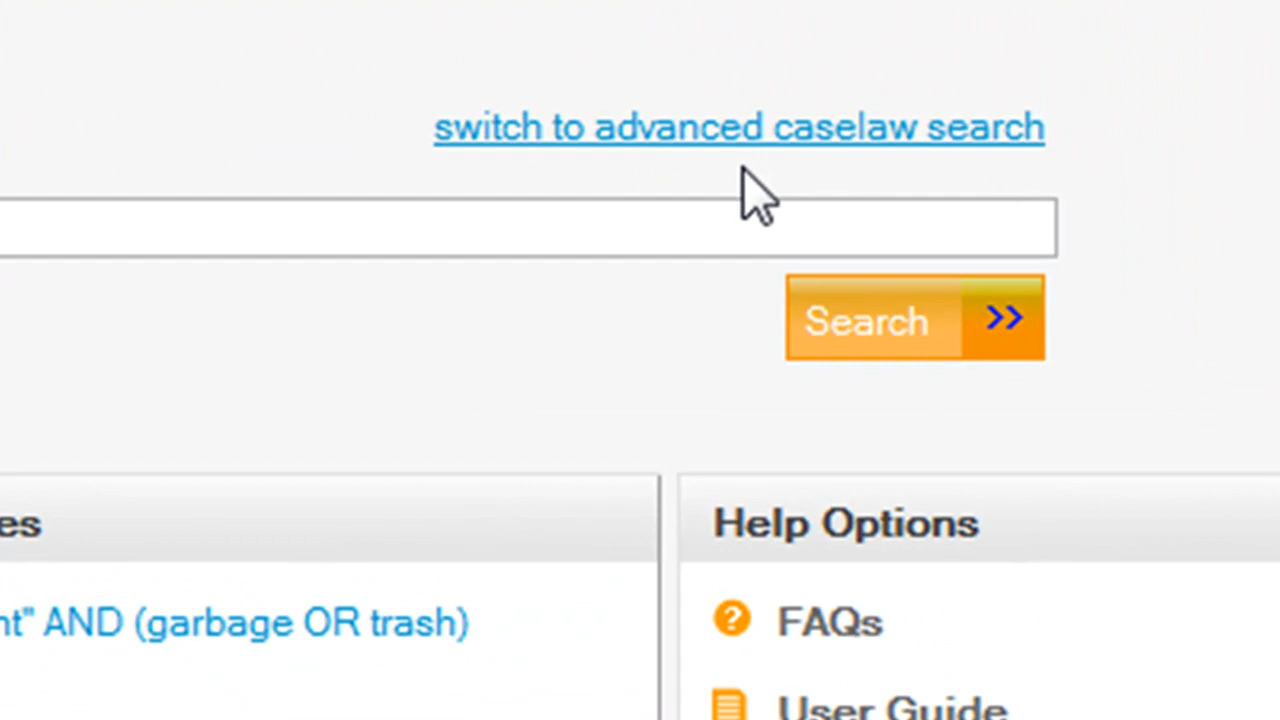 switch to advanced caselaw search
Search >>
es
Help Options
nt" AND (garbage OR trash)
FAQs
User Guide